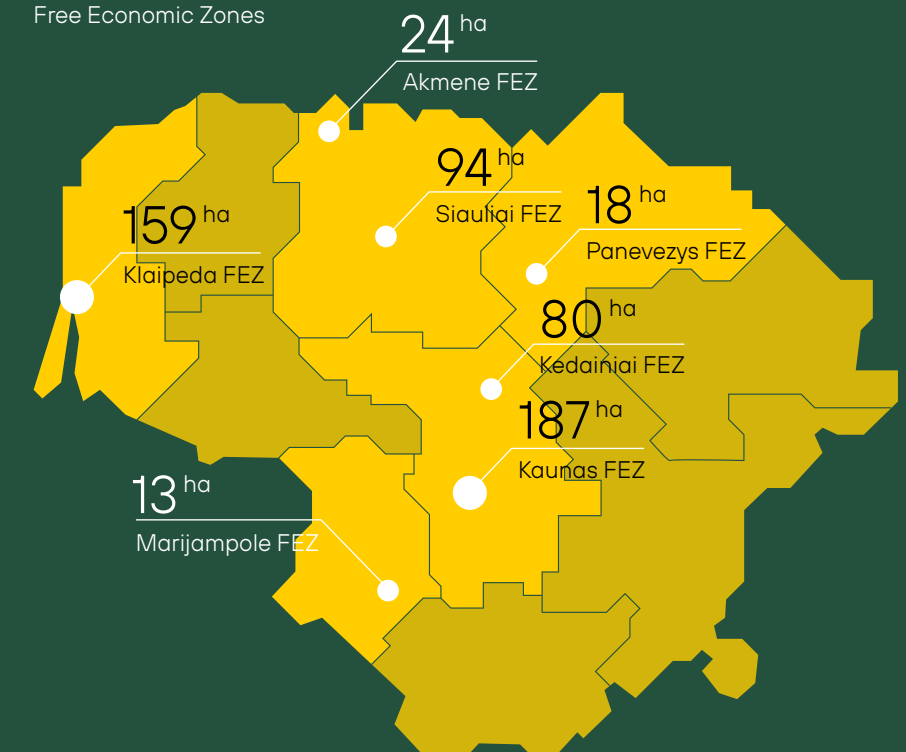 Free Economic Zones
24 ha
Akmene FEZ
94 ha
Siauliai FEZ
18 ha
Panevezys FEZ
159 ha
Klaipeda FEZ
80 ha
Kedainiai FEZ
187 ha
Kaunas FEZ
13 ha
Marijampole FEZ